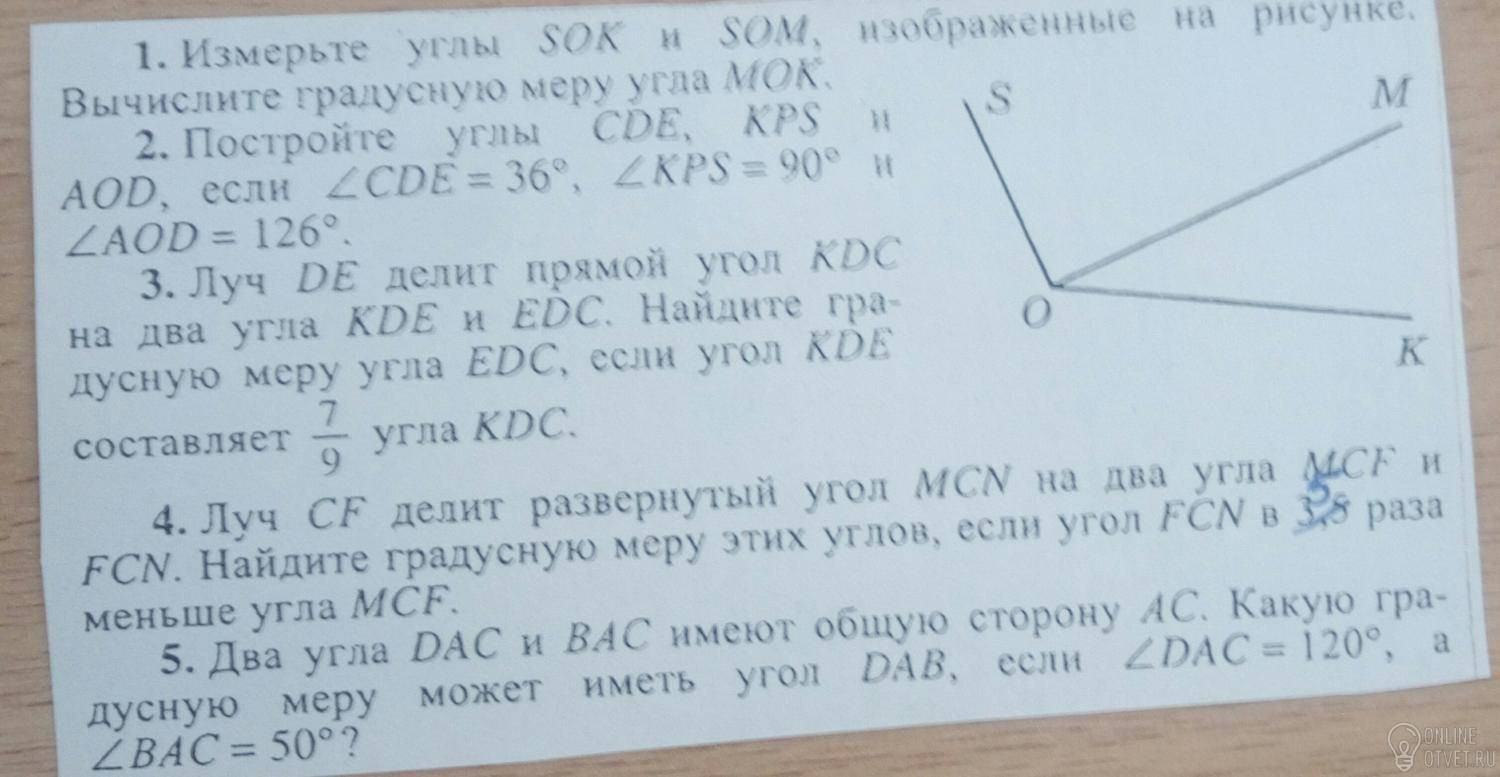 1. Измерьте углы SOK и SOM, изображенные на рисунке.
Вычислите градусную меру угла MOK.
2. Постройте углы CDE, KPS и
AOD, если ∠CDE = 36°, ∠KPS = 90° и
∠AOD = 126°.
3. Луч DE делит прямой угол KDC
на два угла KDE и EDC. Найдите гра-
дусную меру угла EDC, если угол KDE
составляет 7/9 угла KDC.
S
M
O
K
4. Луч CF делит развернутый угол MCN на два угла MCF и
FCN. Найдите градусную меру этих углов, если угол FCN в 5 раза
меньше угла MCF.
5. Два угла DAC и BAC имеют общую сторону AC. Какую гра-
дусную меру может иметь угол DAB, если ∠DAC = 120°, а
∠BAC = 50°?
ONLINE
OTVET.RU